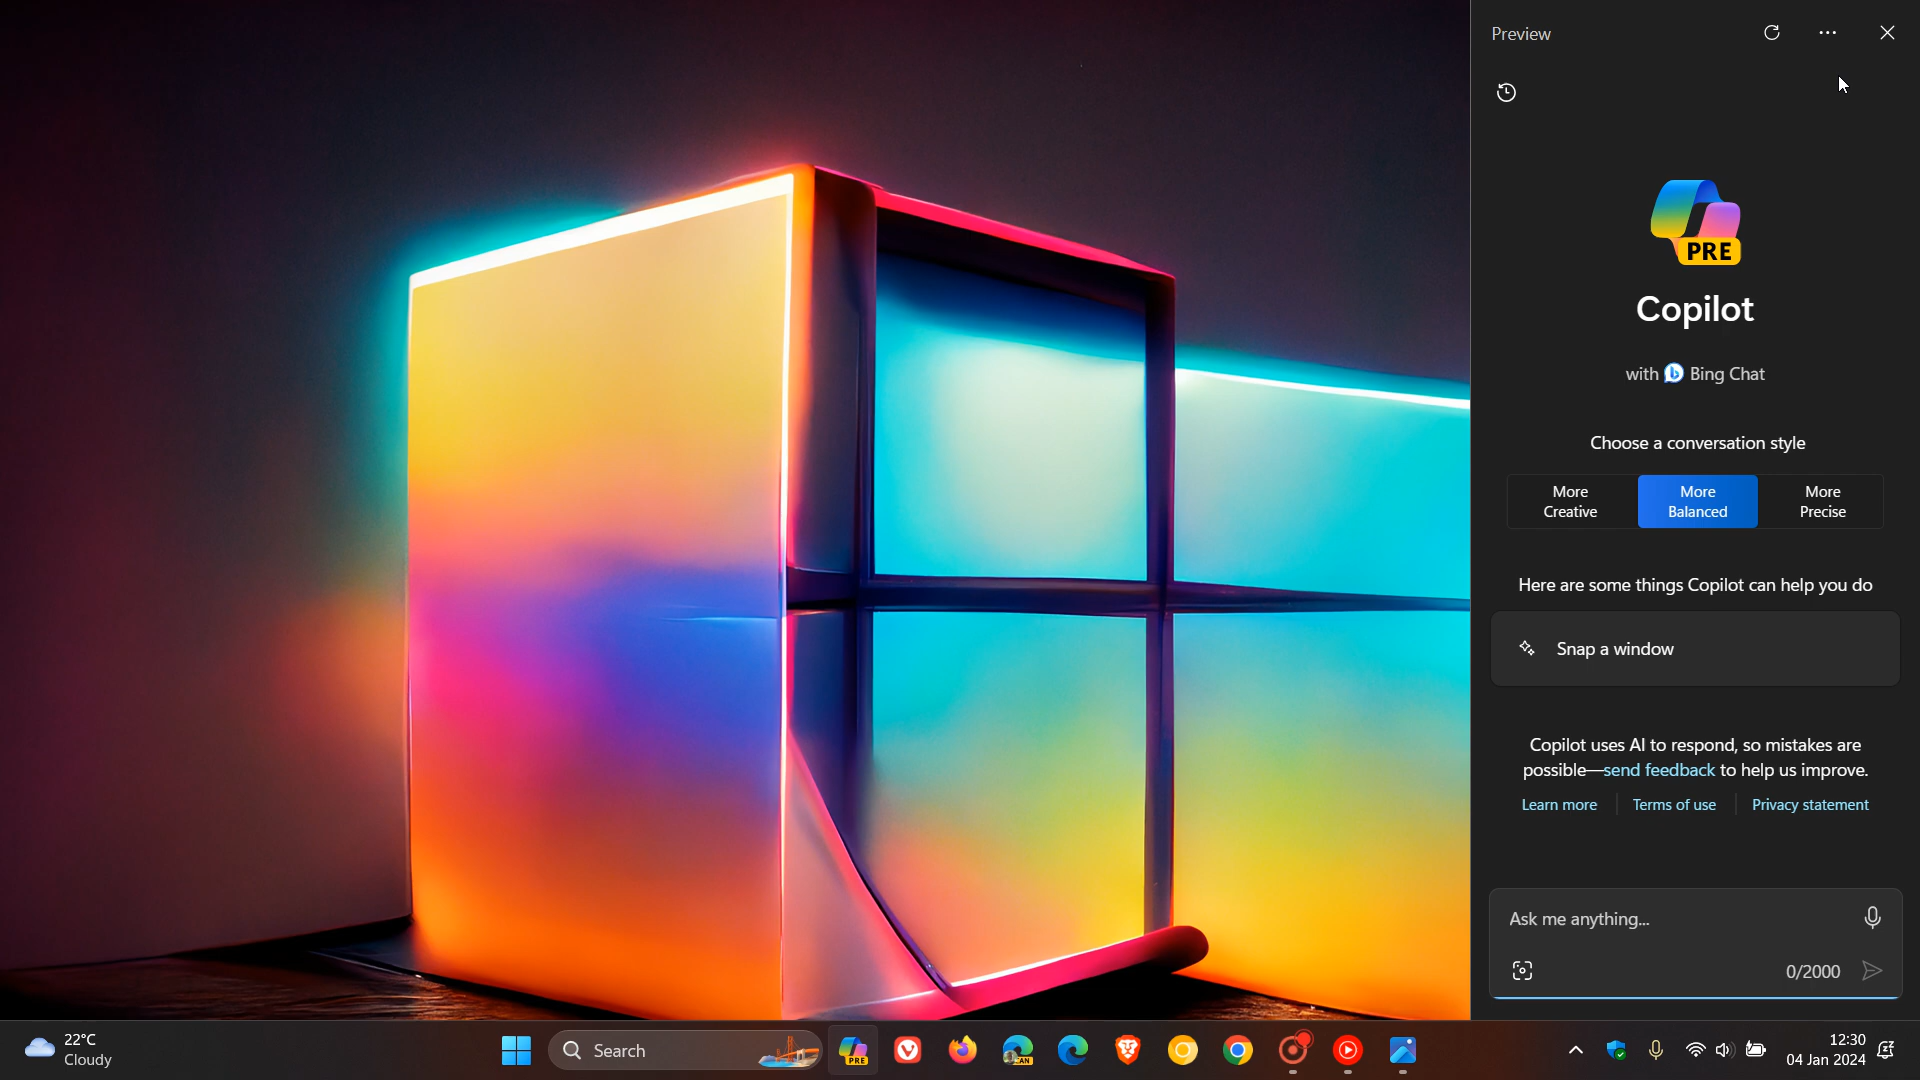 Preview
PRE
Copilot
with Bing Chat
Choose a conversation style
More
Creative
More
Balanced
More
Precise
Here are some things Copilot can help you do
Snap a window
Copilot uses AI to respond, so mistakes are
possible—send feedback to help us improve.
Learn more
Terms of use
Privacy statement
Ask me anything...
0/2000
22°C
Cloudy
Search
PRE
CAN
12:30
04 Jan 2024